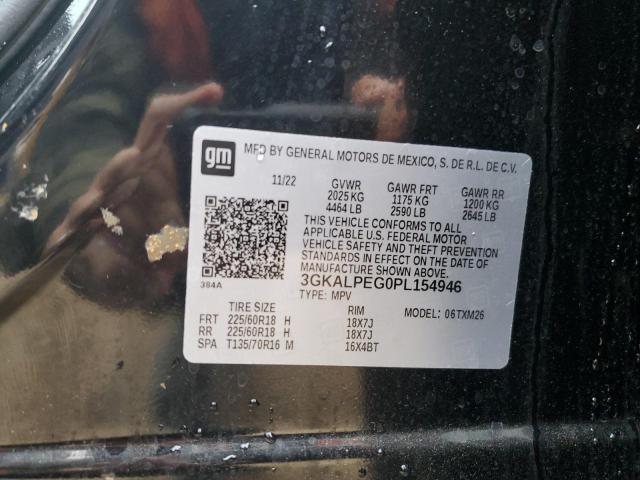 gm MFD BY GENERAL MOTORS DE MEXICO, S. DE R.L. DE C.V.
11/22 GVWR GAWR FRT GAWR RR
2025 KG 1175 KG 1200 KG
4464 LB 2590 LB 2645 LB
THIS VEHICLE CONFORMS TO ALL
APPLICABLE U.S. FEDERAL MOTOR
VEHICLE SAFETY AND THEFT PREVENTION
STANDARDS IN EFFECT ON THE DATE OF
MANUFACTURE SHOWN ABOVE.
384A 3GKALPEG0PL154946
TYPE: MPV MODEL: 06TXM26
TIRE SIZE RIM
FRT 225/60R18 H 18X7J
RR 225/60R18 H 18X7J
SPA T135/70R16 M 16X4BT